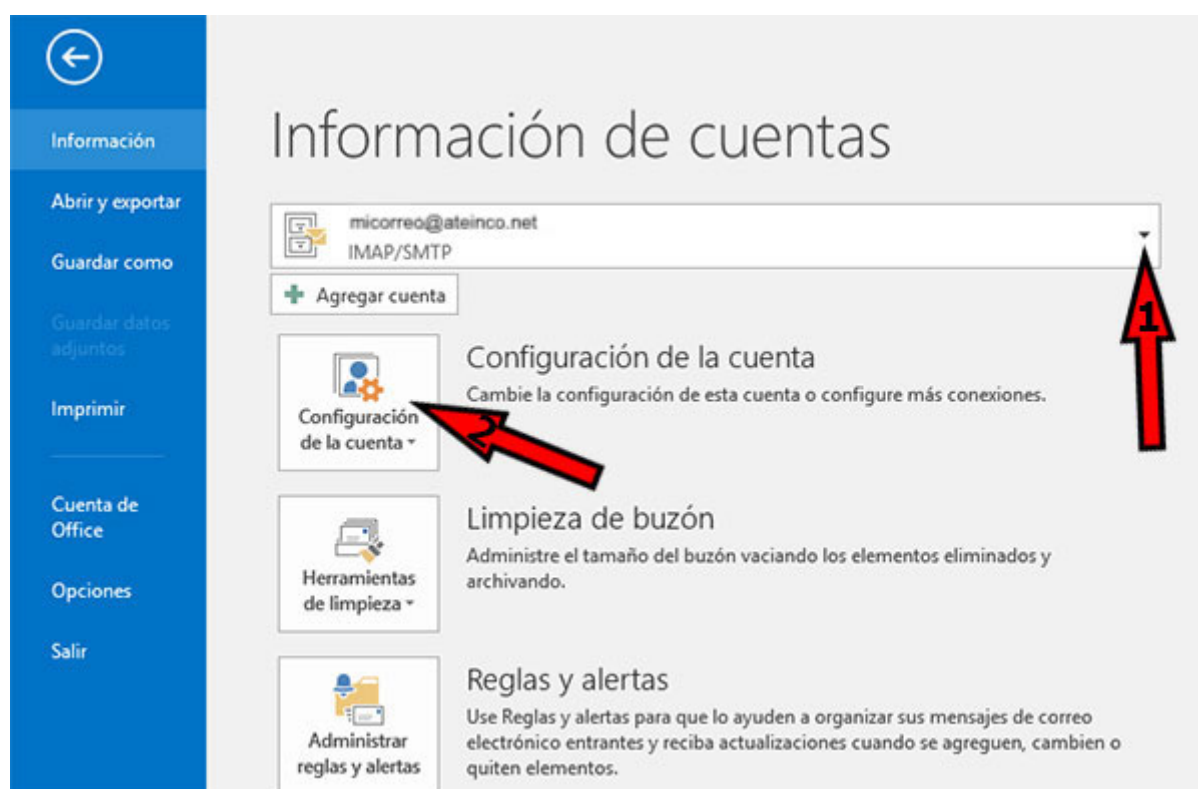 Información
Abrir y exportar
Guardar como
Guardar datos
adjuntos
Imprimir
Cuenta de
Office
Opciones
Salir
Información de cuentas
micorreo@ateinco.net
IMAP/SMTP
Agregar cuenta
1
Configuración
de la cuenta
Configuración de la cuenta
Cambie la configuración de esta cuenta o configure más conexiones.
2
Herramientas
de limpieza
Limpieza de buzón
Administre el tamaño del buzón vaciando los elementos eliminados y
archivando.
Administrar
reglas y alertas
Reglas y alertas
Use Reglas y alertas para que lo ayuden a organizar sus mensajes de correo
electrónico entrantes y reciba actualizaciones cuando se agreguen, cambien o
quiten elementos.